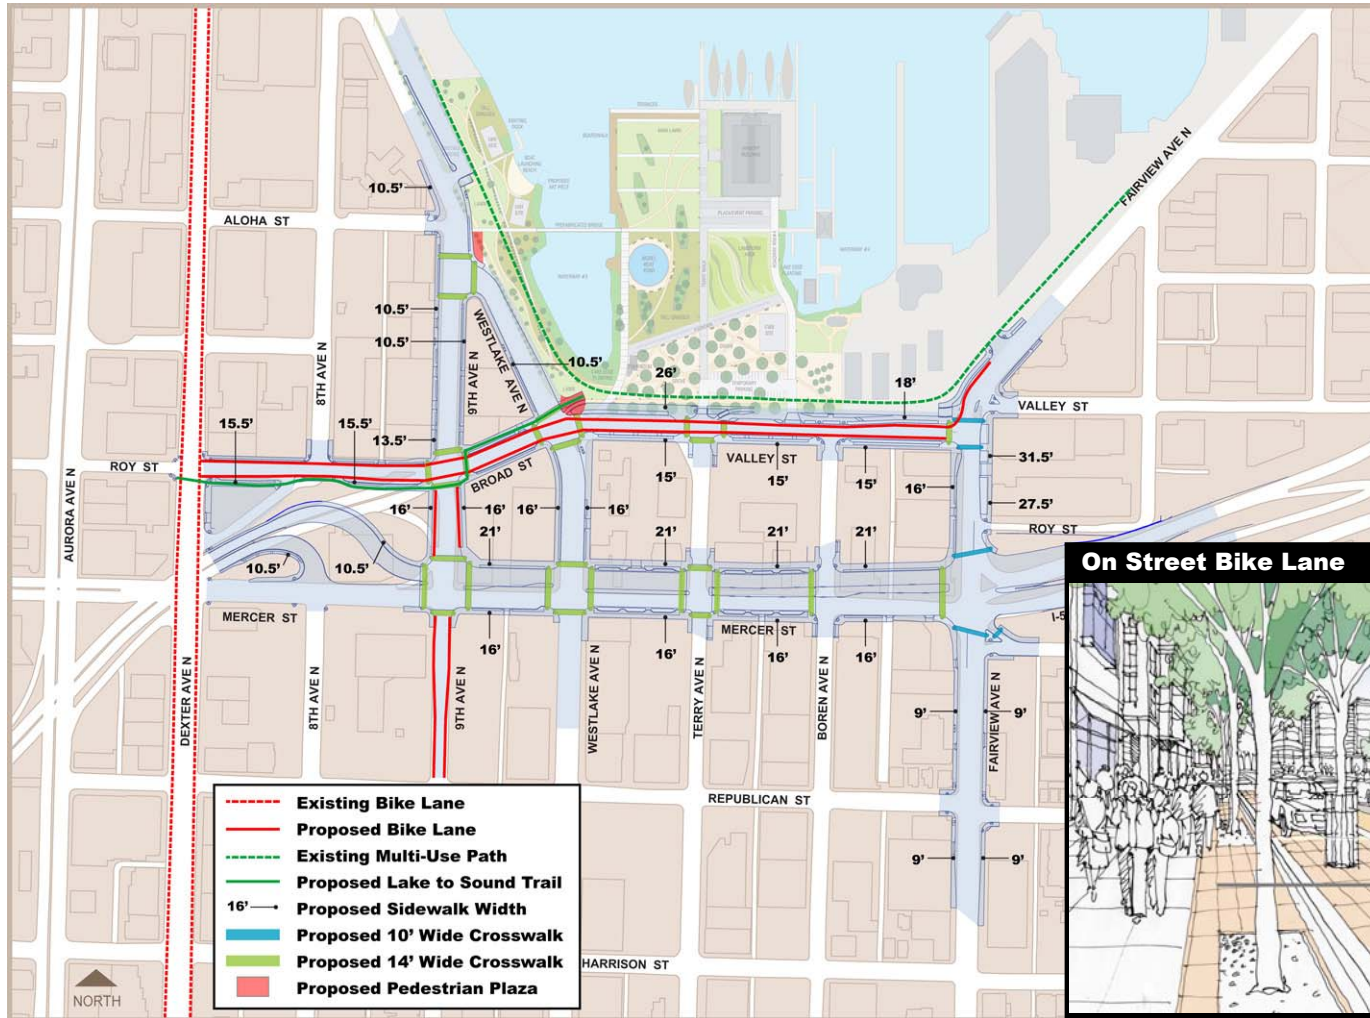 FAIRVIEW AVE N
10.5'
ALOHA ST
10.5'
10.5'
WESTLAKE AVE N
10.5'
8TH AVE N
9TH AVE N
26'
18'
VALLEY ST
15.5'
15.5'
13.5'
ROY ST
BROAD ST
15'
VALLEY ST
15'
15'
31.5'
16'
27.5'
ROY ST
AURORA AVE N
16'
16'
16'
16'
21'
21'
21'
21'
10.5'
10.5'
On Street Bike Lane
MERCER ST
MERCER ST
I-5
16'
16'
16'
16'
DEXTER AVE N
8TH AVE N
9TH AVE N
WESTLAKE AVE N
TERRY AVE N
BOREN AVE N
FAIRVIEW AVE N
9'
9'
REPUBLICAN ST
9'
9'
Existing Bike Lane
Proposed Bike Lane
Existing Multi-Use Path
Proposed Lake to Sound Trail
16' Proposed Sidewalk Width
Proposed 10' Wide Crosswalk
Proposed 14' Wide Crosswalk
Proposed Pedestrian Plaza
HARRISON ST
NORTH